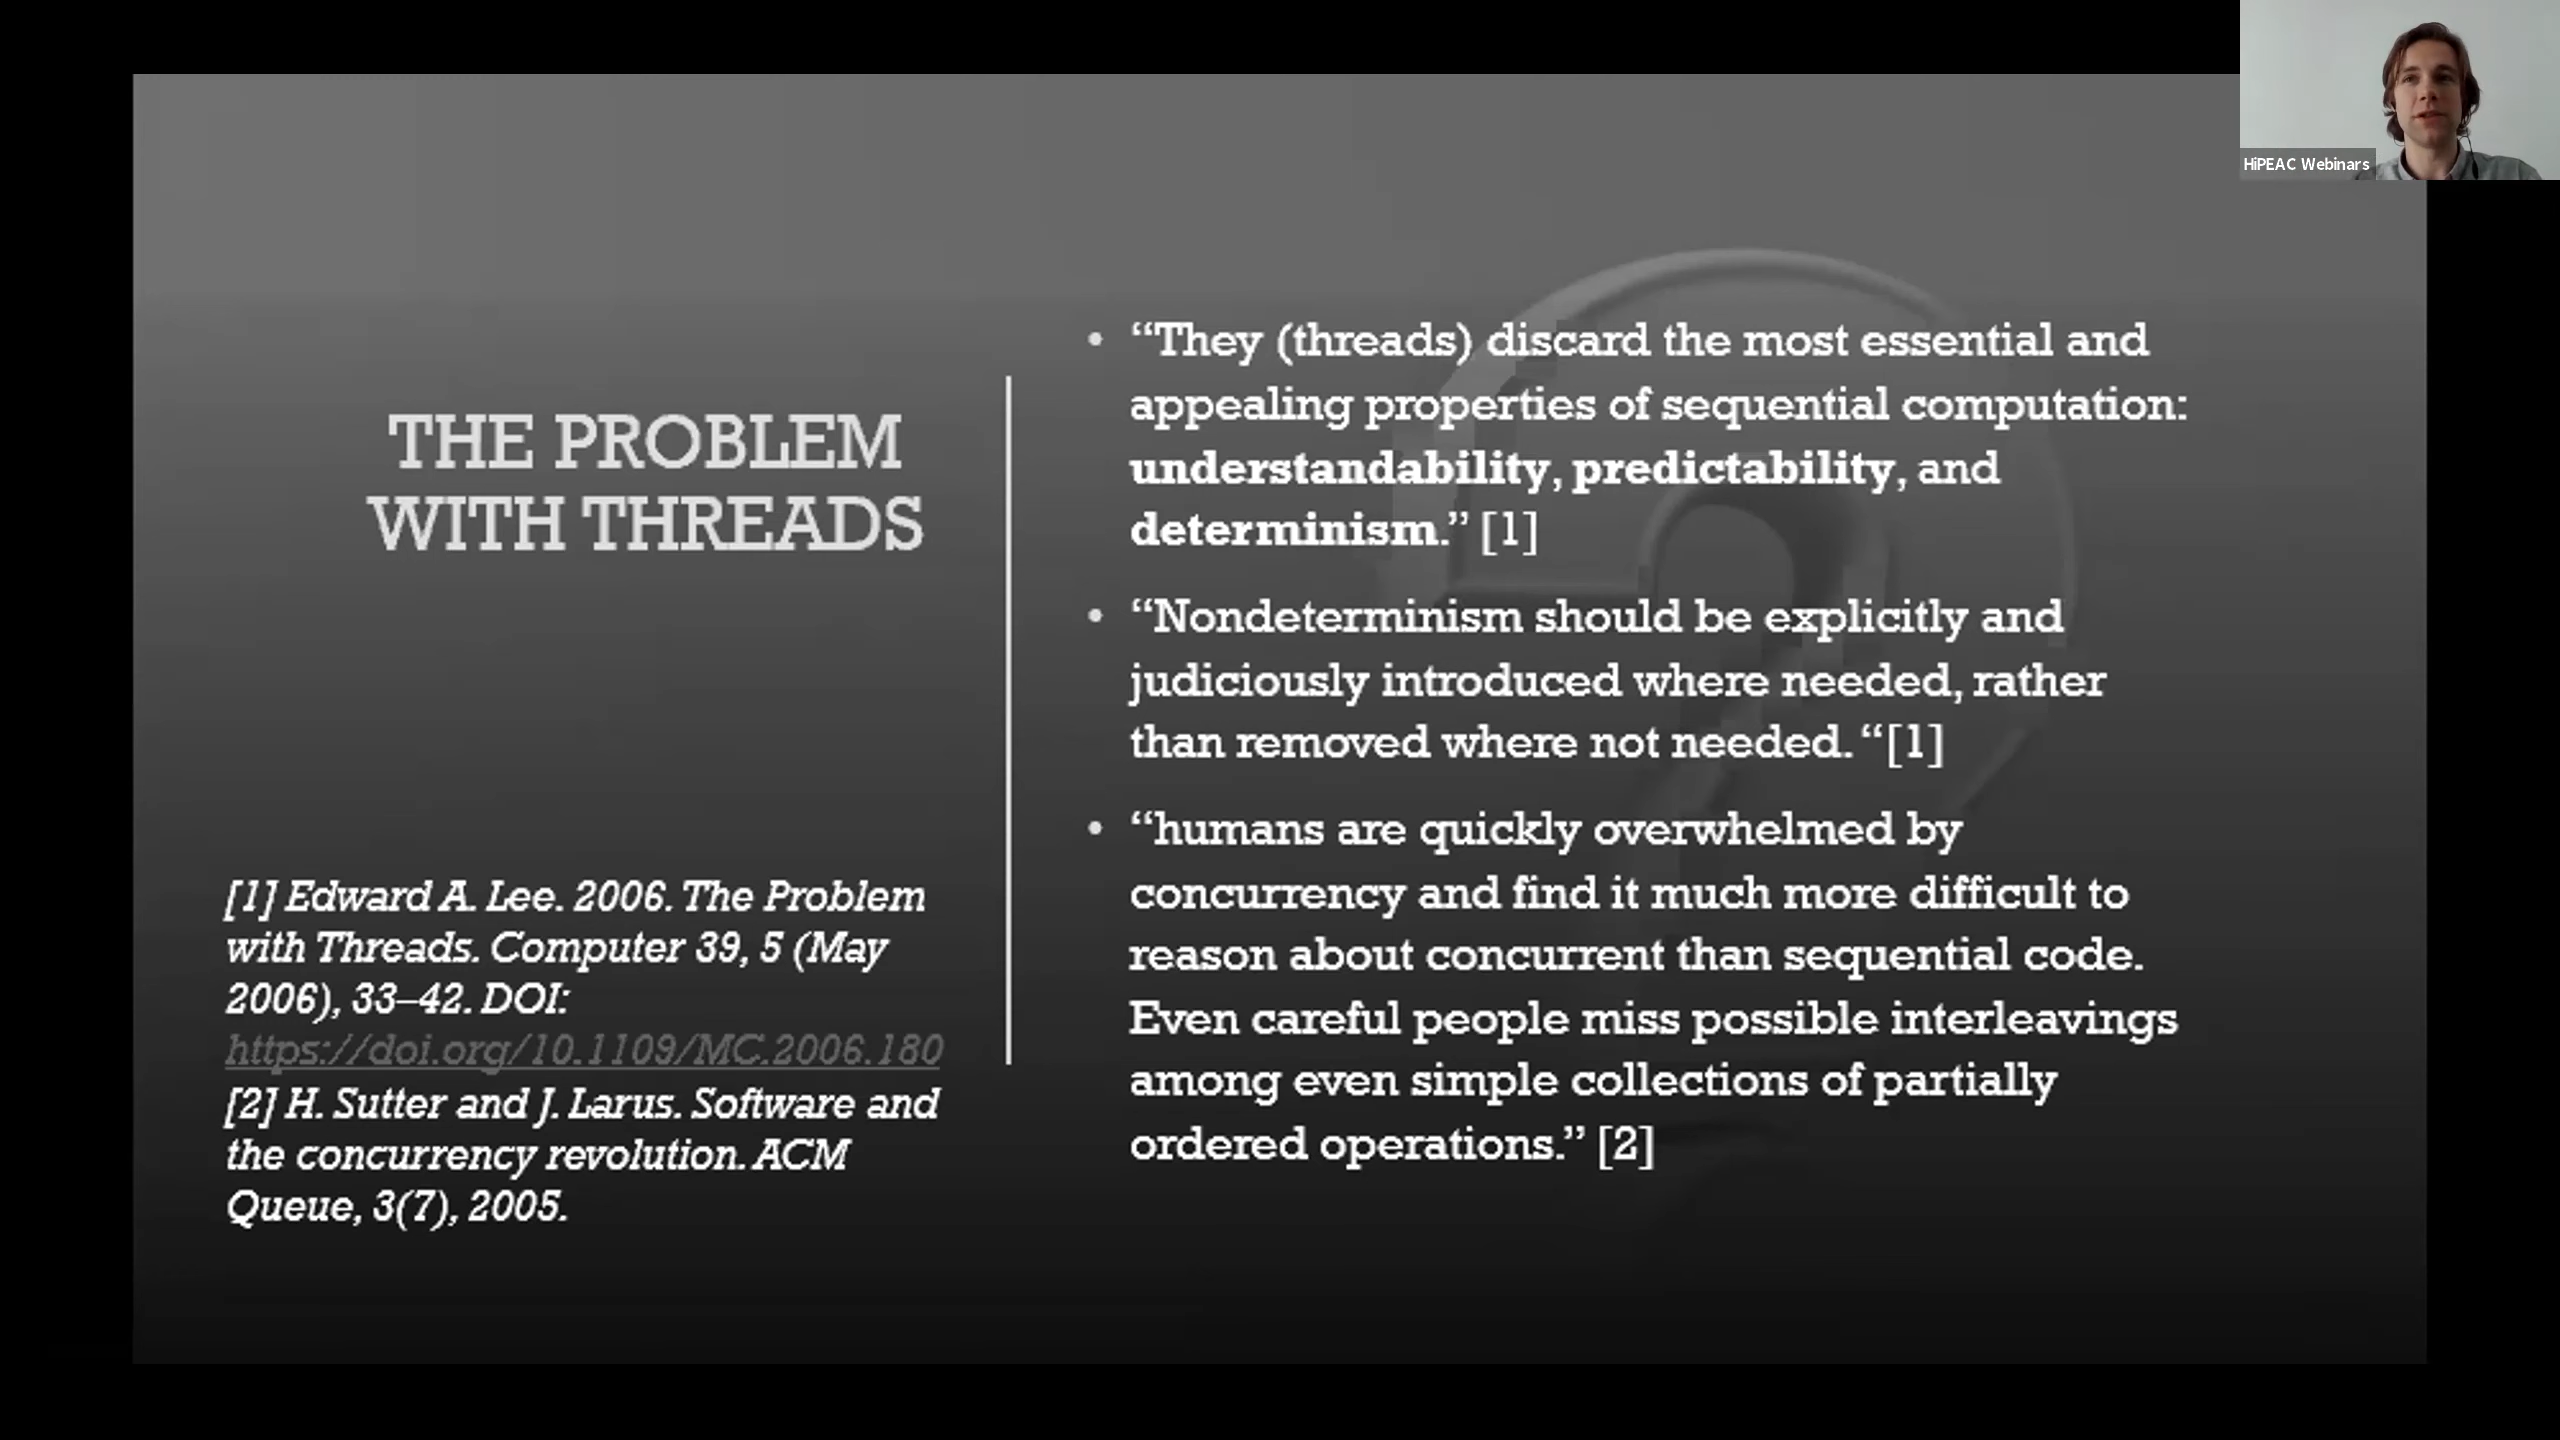 HiPEAC Webinars
THE PROBLEM
WITH THREADS
[1] Edward A. Lee. 2006. The Problem
with Threads. Computer 39, 5 (May
2006), 33–42. DOI:
https://doi.org/10.1109/MC.2006.180
[2] H. Sutter and J. Larus. Software and
the concurrency revolution. ACM
Queue, 3(7), 2005.
• “They (threads) discard the most essential and
appealing properties of sequential computation:
understandability, predictability, and
determinism.” [1]
• “Nondeterminism should be explicitly and
judiciously introduced where needed, rather
than removed where not needed. “[1]
• “humans are quickly overwhelmed by
concurrency and find it much more difficult to
reason about concurrent than sequential code.
Even careful people miss possible interleavings
among even simple collections of partially
ordered operations.” [2]